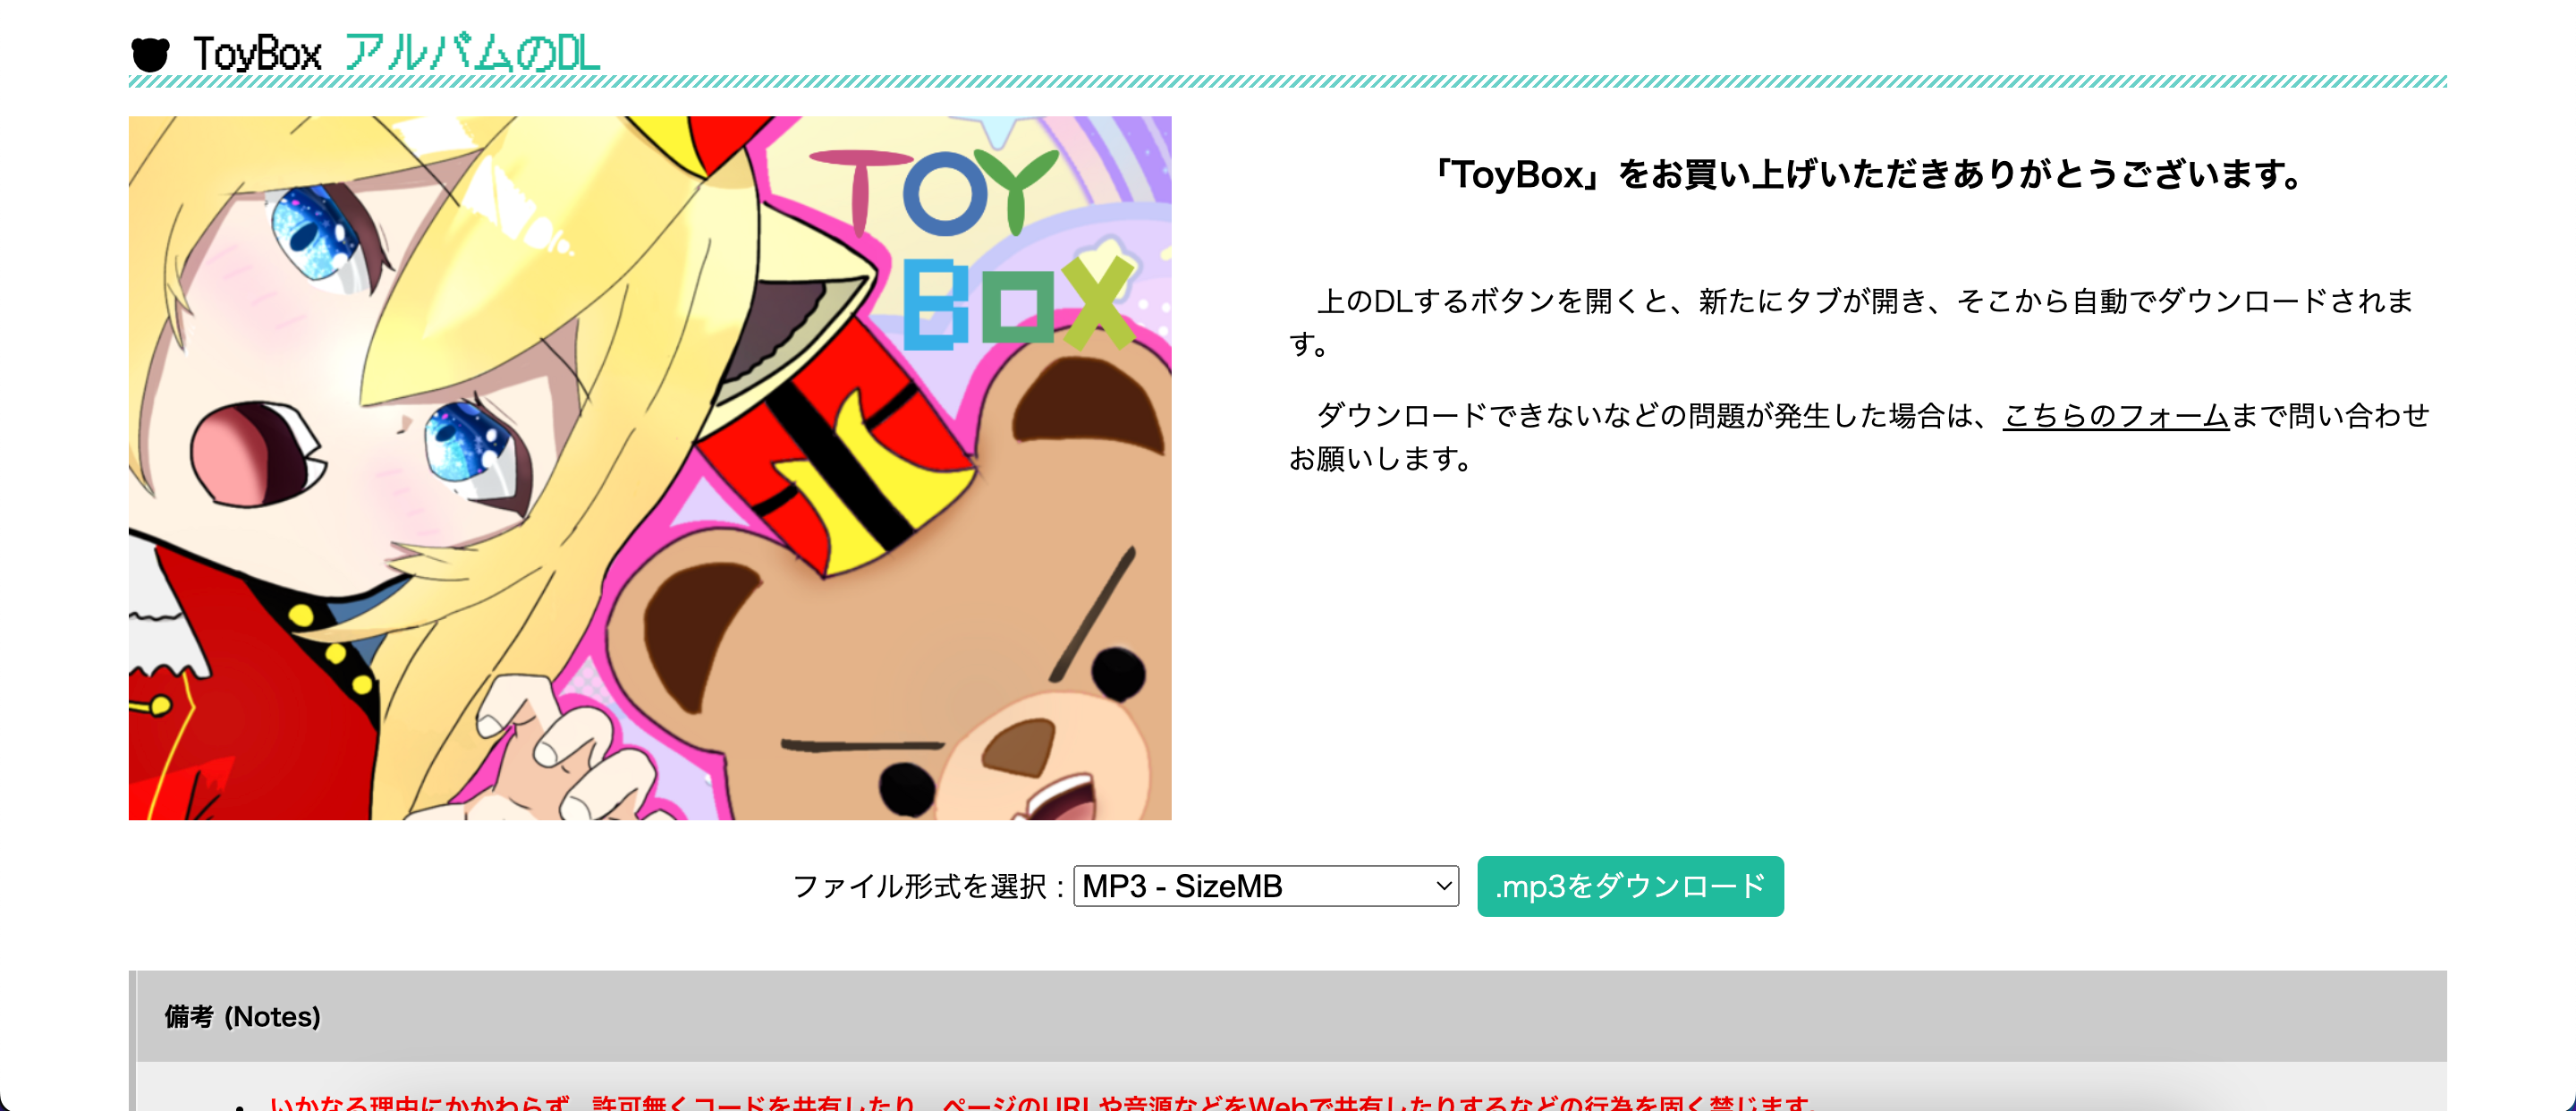 ToyBox アルバムのDL
TOY
BOX
「ToyBox」をお買い上げいただきありがとうございます。
上のDLするボタンを開くと、新たにタブが開き、そこから自動でダウンロードされま
す。
ダウンロードできないなどの問題が発生した場合は、こちらのフォームまで問い合わせ
お願いします。
ファイル形式を選択 : MP3 - SizeMB .mp3をダウンロード
備考 (Notes)
いかなる理由にかかわらず、許可無くコードを共有したり、ページのURLや音源などをWebで共有したりするなどの行為を固く禁じます。